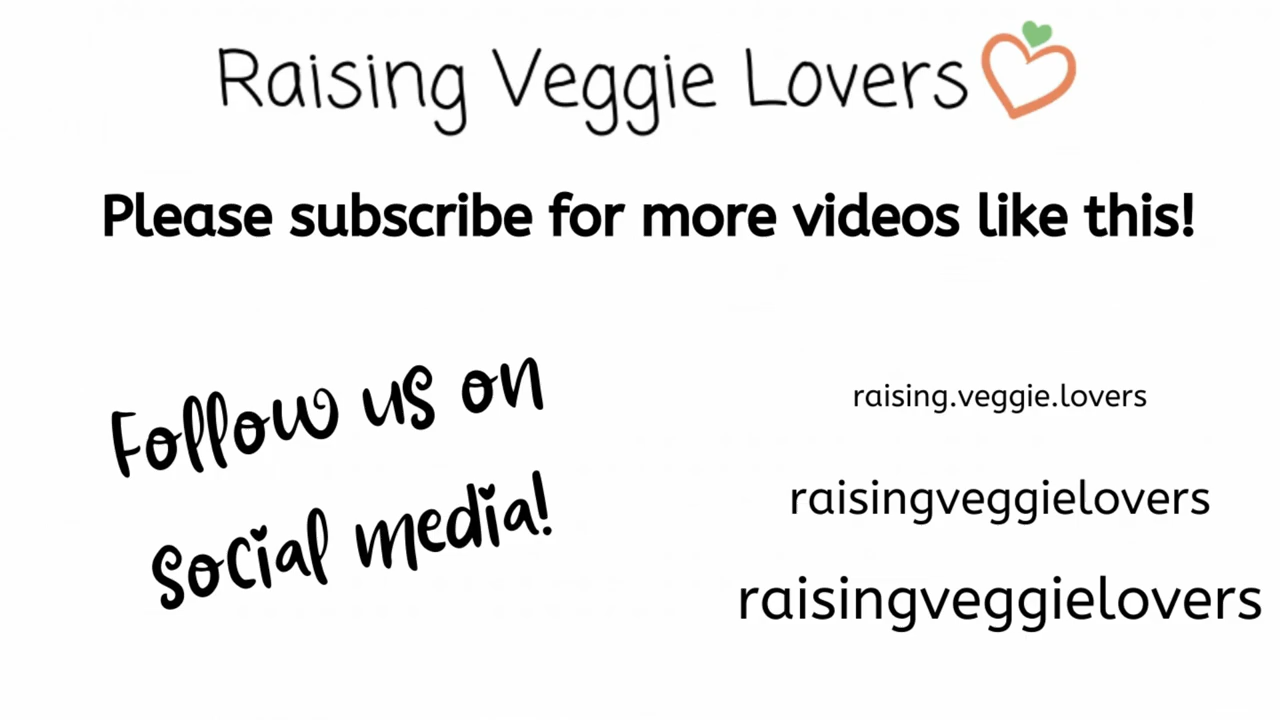 Raising Veggie Lovers
Please subscribe for more videos like this!
Follow us on
social media!
raising.veggie.lovers
raisingveggielovers
raisingveggielovers